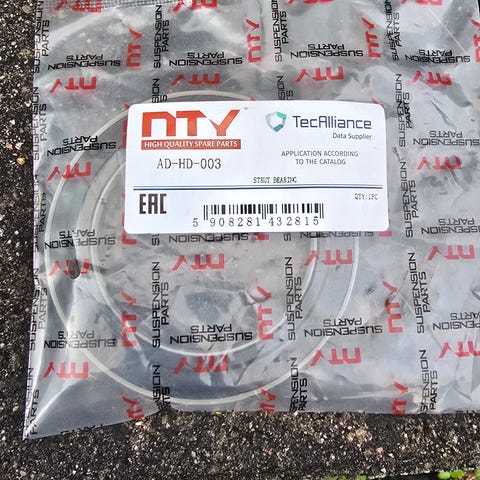 NTY
HIGH QUALITY SPARE PARTS
TecAlliance
Data Supplier
AD-HD-003
APPLICATION ACCORDING
TO THE CATALOG
STRUT BEARING
EAC
QTY:1PC
5 908281 432815
NTY
SUSPENSION
PARTS